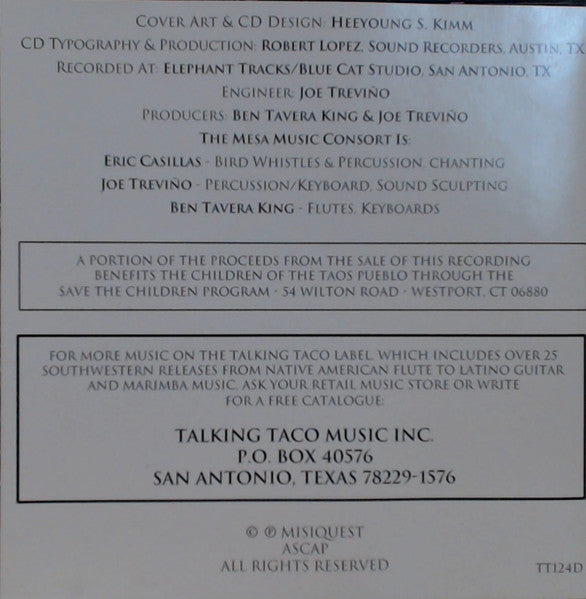 COVER ART & CD DESIGN: HEEYOUNG S. KIMM
CD TYPOGRAPHY & PRODUCTION: ROBERT LOPEZ, SOUND RECORDERS, AUSTIN, TX
RECORDED AT: ELEPHANT TRACKS/BLUE CAT STUDIO, SAN ANTONIO, TX
ENGINEER: JOE TREVIÑO
PRODUCERS: BEN TAVERA KING & JOE TREVIÑO
THE MESA MUSIC CONSORT IS:
ERIC CASILLAS - BIRD WHISTLES & PERCUSSION, CHANTING
JOE TREVIÑO - PERCUSSION/KEYBOARD, SOUND SCULPTING
BEN TAVERA KING - FLUTES, KEYBOARDS
A PORTION OF THE PROCEEDS FROM THE SALE OF THIS RECORDING
BENEFITS THE CHILDREN OF THE TAOS PUEBLO THROUGH THE
SAVE THE CHILDREN PROGRAM · 54 WILTON ROAD · WESTPORT, CT 06880
FOR MORE MUSIC ON THE TALKING TACO LABEL, WHICH INCLUDES OVER 25
SOUTHWESTERN RELEASES FROM NATIVE AMERICAN FLUTE TO LATINO GUITAR
AND MARIMBA MUSIC, ASK YOUR RETAIL MUSIC STORE OR WRITE
FOR A FREE CATALOGUE:
TALKING TACO MUSIC INC.
P.O. BOX 40576
SAN ANTONIO, TEXAS 78229-1576
© ℗ MISIQUEST
ASCAP
ALL RIGHTS RESERVED
TT124D